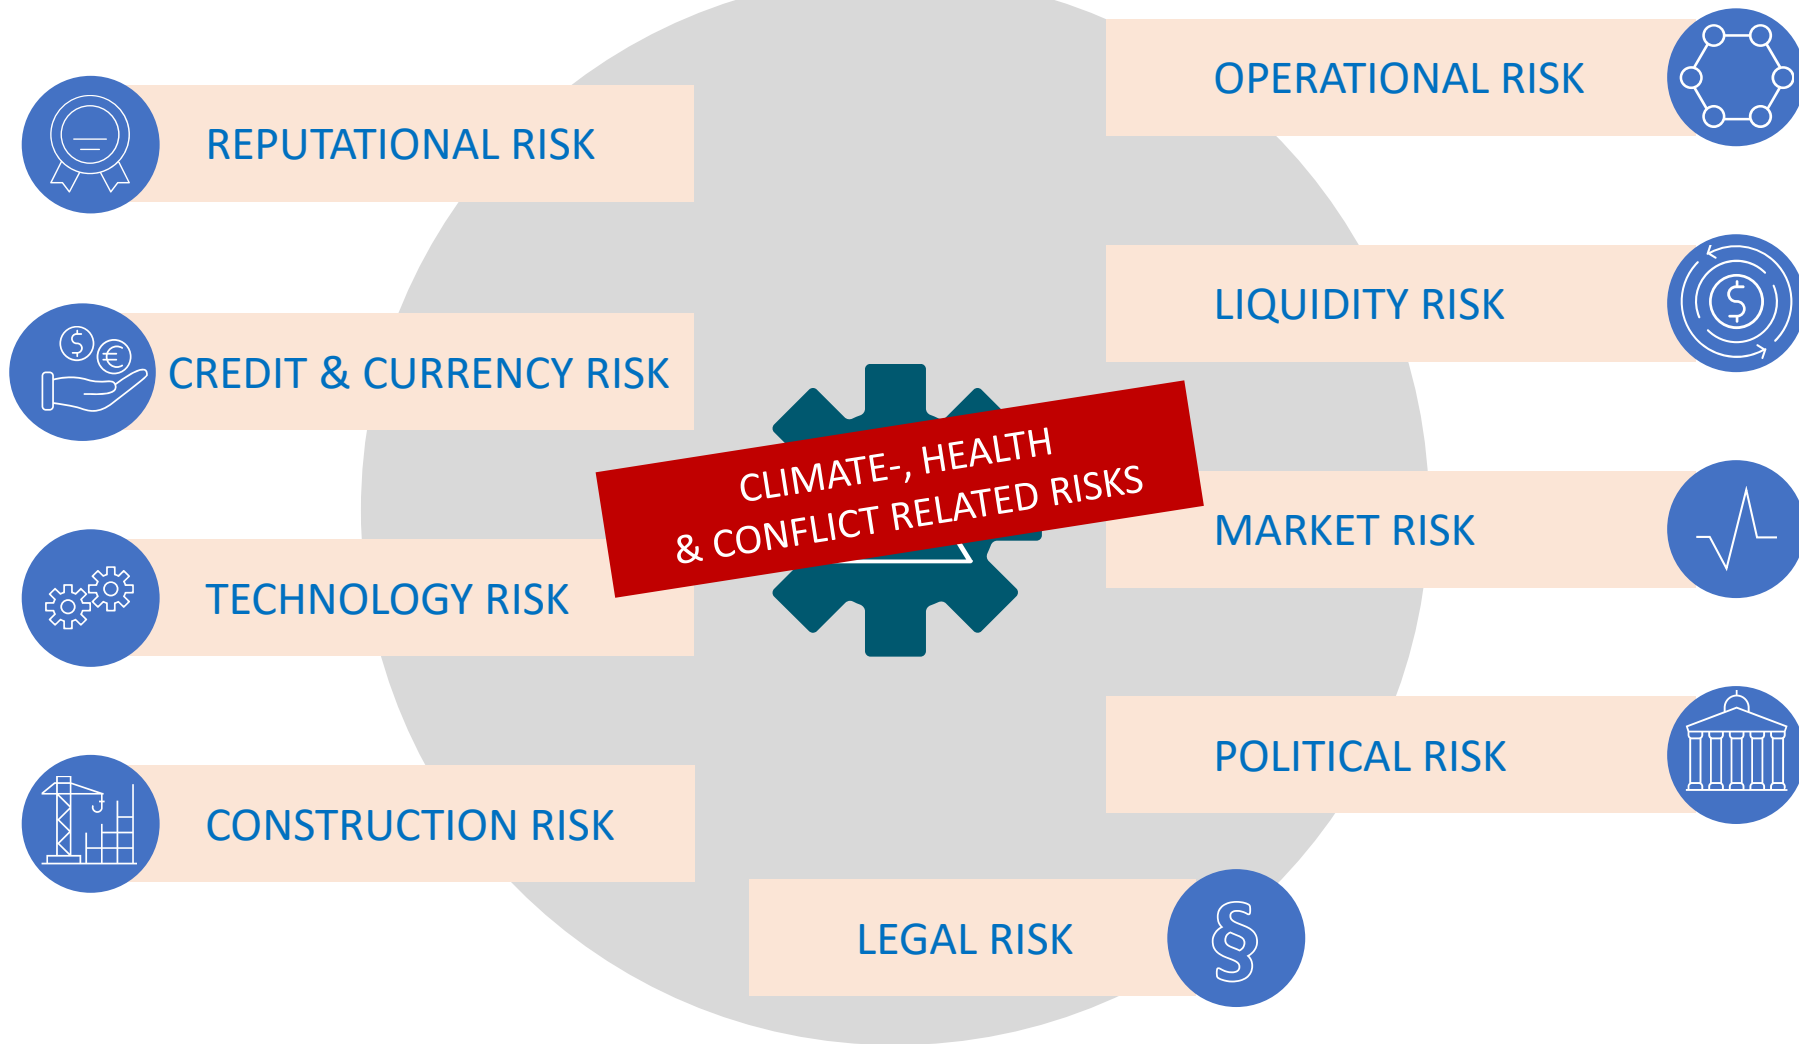 REPUTATIONAL RISK
CREDIT & CURRENCY RISK
TECHNOLOGY RISK
CONSTRUCTION RISK
CLIMATE-, HEALTH
& CONFLICT RELATED RISKS
OPERATIONAL RISK
LIQUIDITY RISK
MARKET RISK
POLITICAL RISK
LEGAL RISK
$
€
$
§